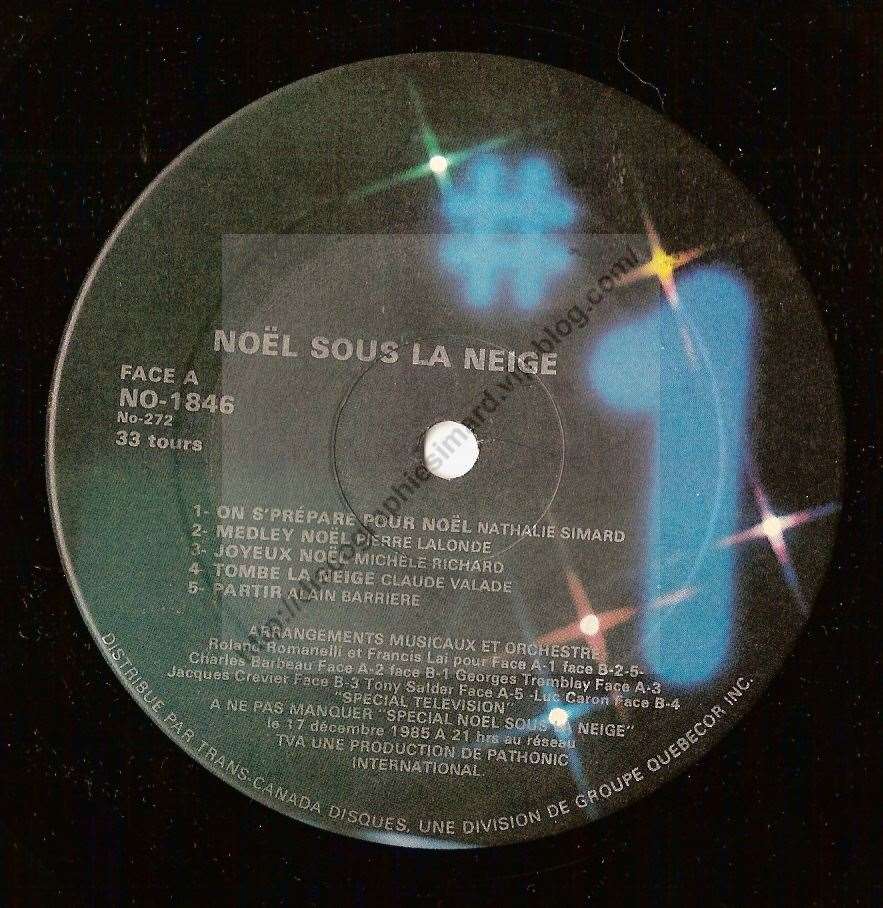 #1
NOËL SOUS LA NEIGE
FACE A
NO-1846
No-272
33 tours
1- ON S'PRÉPARE POUR NOËL NATHALIE SIMARD
2- MEDLEY NOËL PIERRE LALONDE
3- JOYEUX NOËL MICHÈLE RICHARD
4- TOMBE LA NEIGE CLAUDE VALADE
5- PARTIR ALAIN BARRIERE
ARRANGEMENTS MUSICAUX ET ORCHESTRE
Roland Romanelli et Francis Lai pour Face A-1 face B-2-5-
Charles Barbeau Face A-2 face B-1 Georges Tremblay Face A-3
Jacques Crevier Face B-3 Tony Salder Face A-5 -Luc Caron Face B-4
"SPECIAL TELEVISION"
A NE PAS MANQUER "SPECIAL NOEL SOUS LA NEIGE"
le 17 décembre 1985 A 21 hrs au réseau
TVA UNE PRODUCTION DE PATHONIC
INTERNATIONAL.
DISTRIBUE PAR TRANS-CANADA DISQUES, UNE DIVISION DE GROUPE QUEBECOR INC.